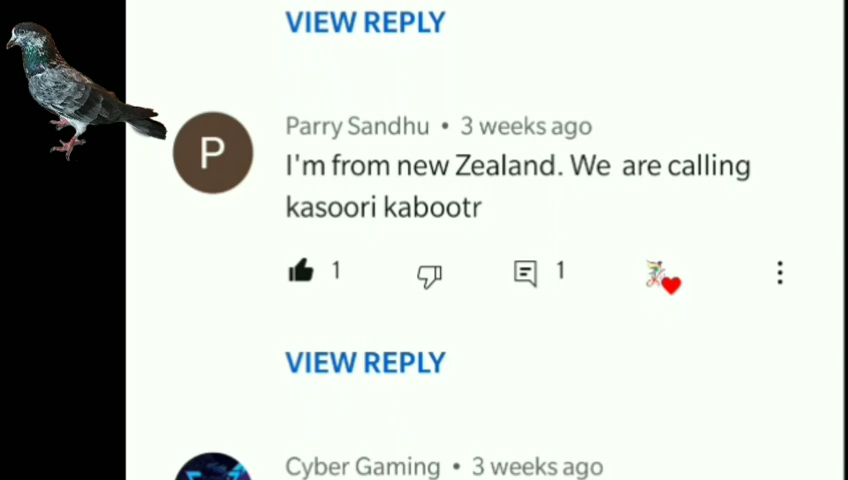 VIEW REPLY
P
Parry Sandhu • 3 weeks ago
I'm from new Zealand. We are calling
kasoori kabootr
1 1
VIEW REPLY
Cyber Gaming • 3 weeks ago